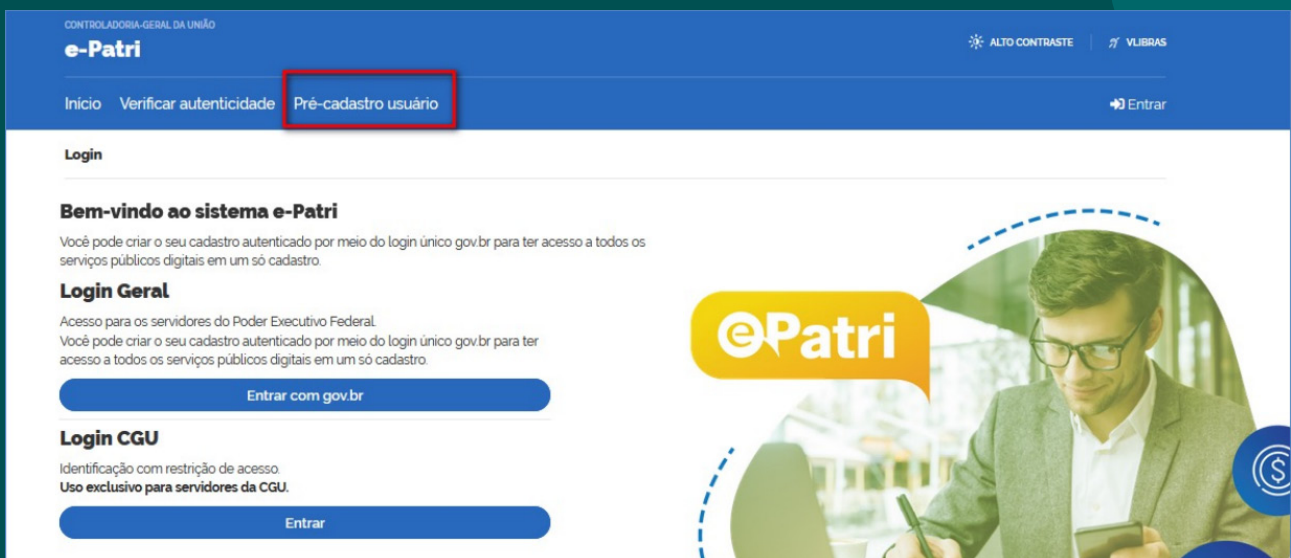 CONTROLADORIA-GERAL DA UNIÃO
e-Patri
ALTO CONTRASTE
VLIBRAS
Início Verificar autenticidade Pré-cadastro usuário
Entrar
Login
Bem-vindo ao sistema e-Patri
Você pode criar o seu cadastro autenticado por meio do login único gov.br para ter acesso a todos os
serviços públicos digitais em um só cadastro.
Login Geral
Acesso para os servidores do Poder Executivo Federal.
Você pode criar o seu cadastro autenticado por meio do login único gov.br para ter
acesso a todos os serviços públicos digitais em um só cadastro.
Entrar com gov.br
Login CGU
Identificação com restrição de acesso.
Uso exclusivo para servidores da CGU.
Entrar
ePatri
$